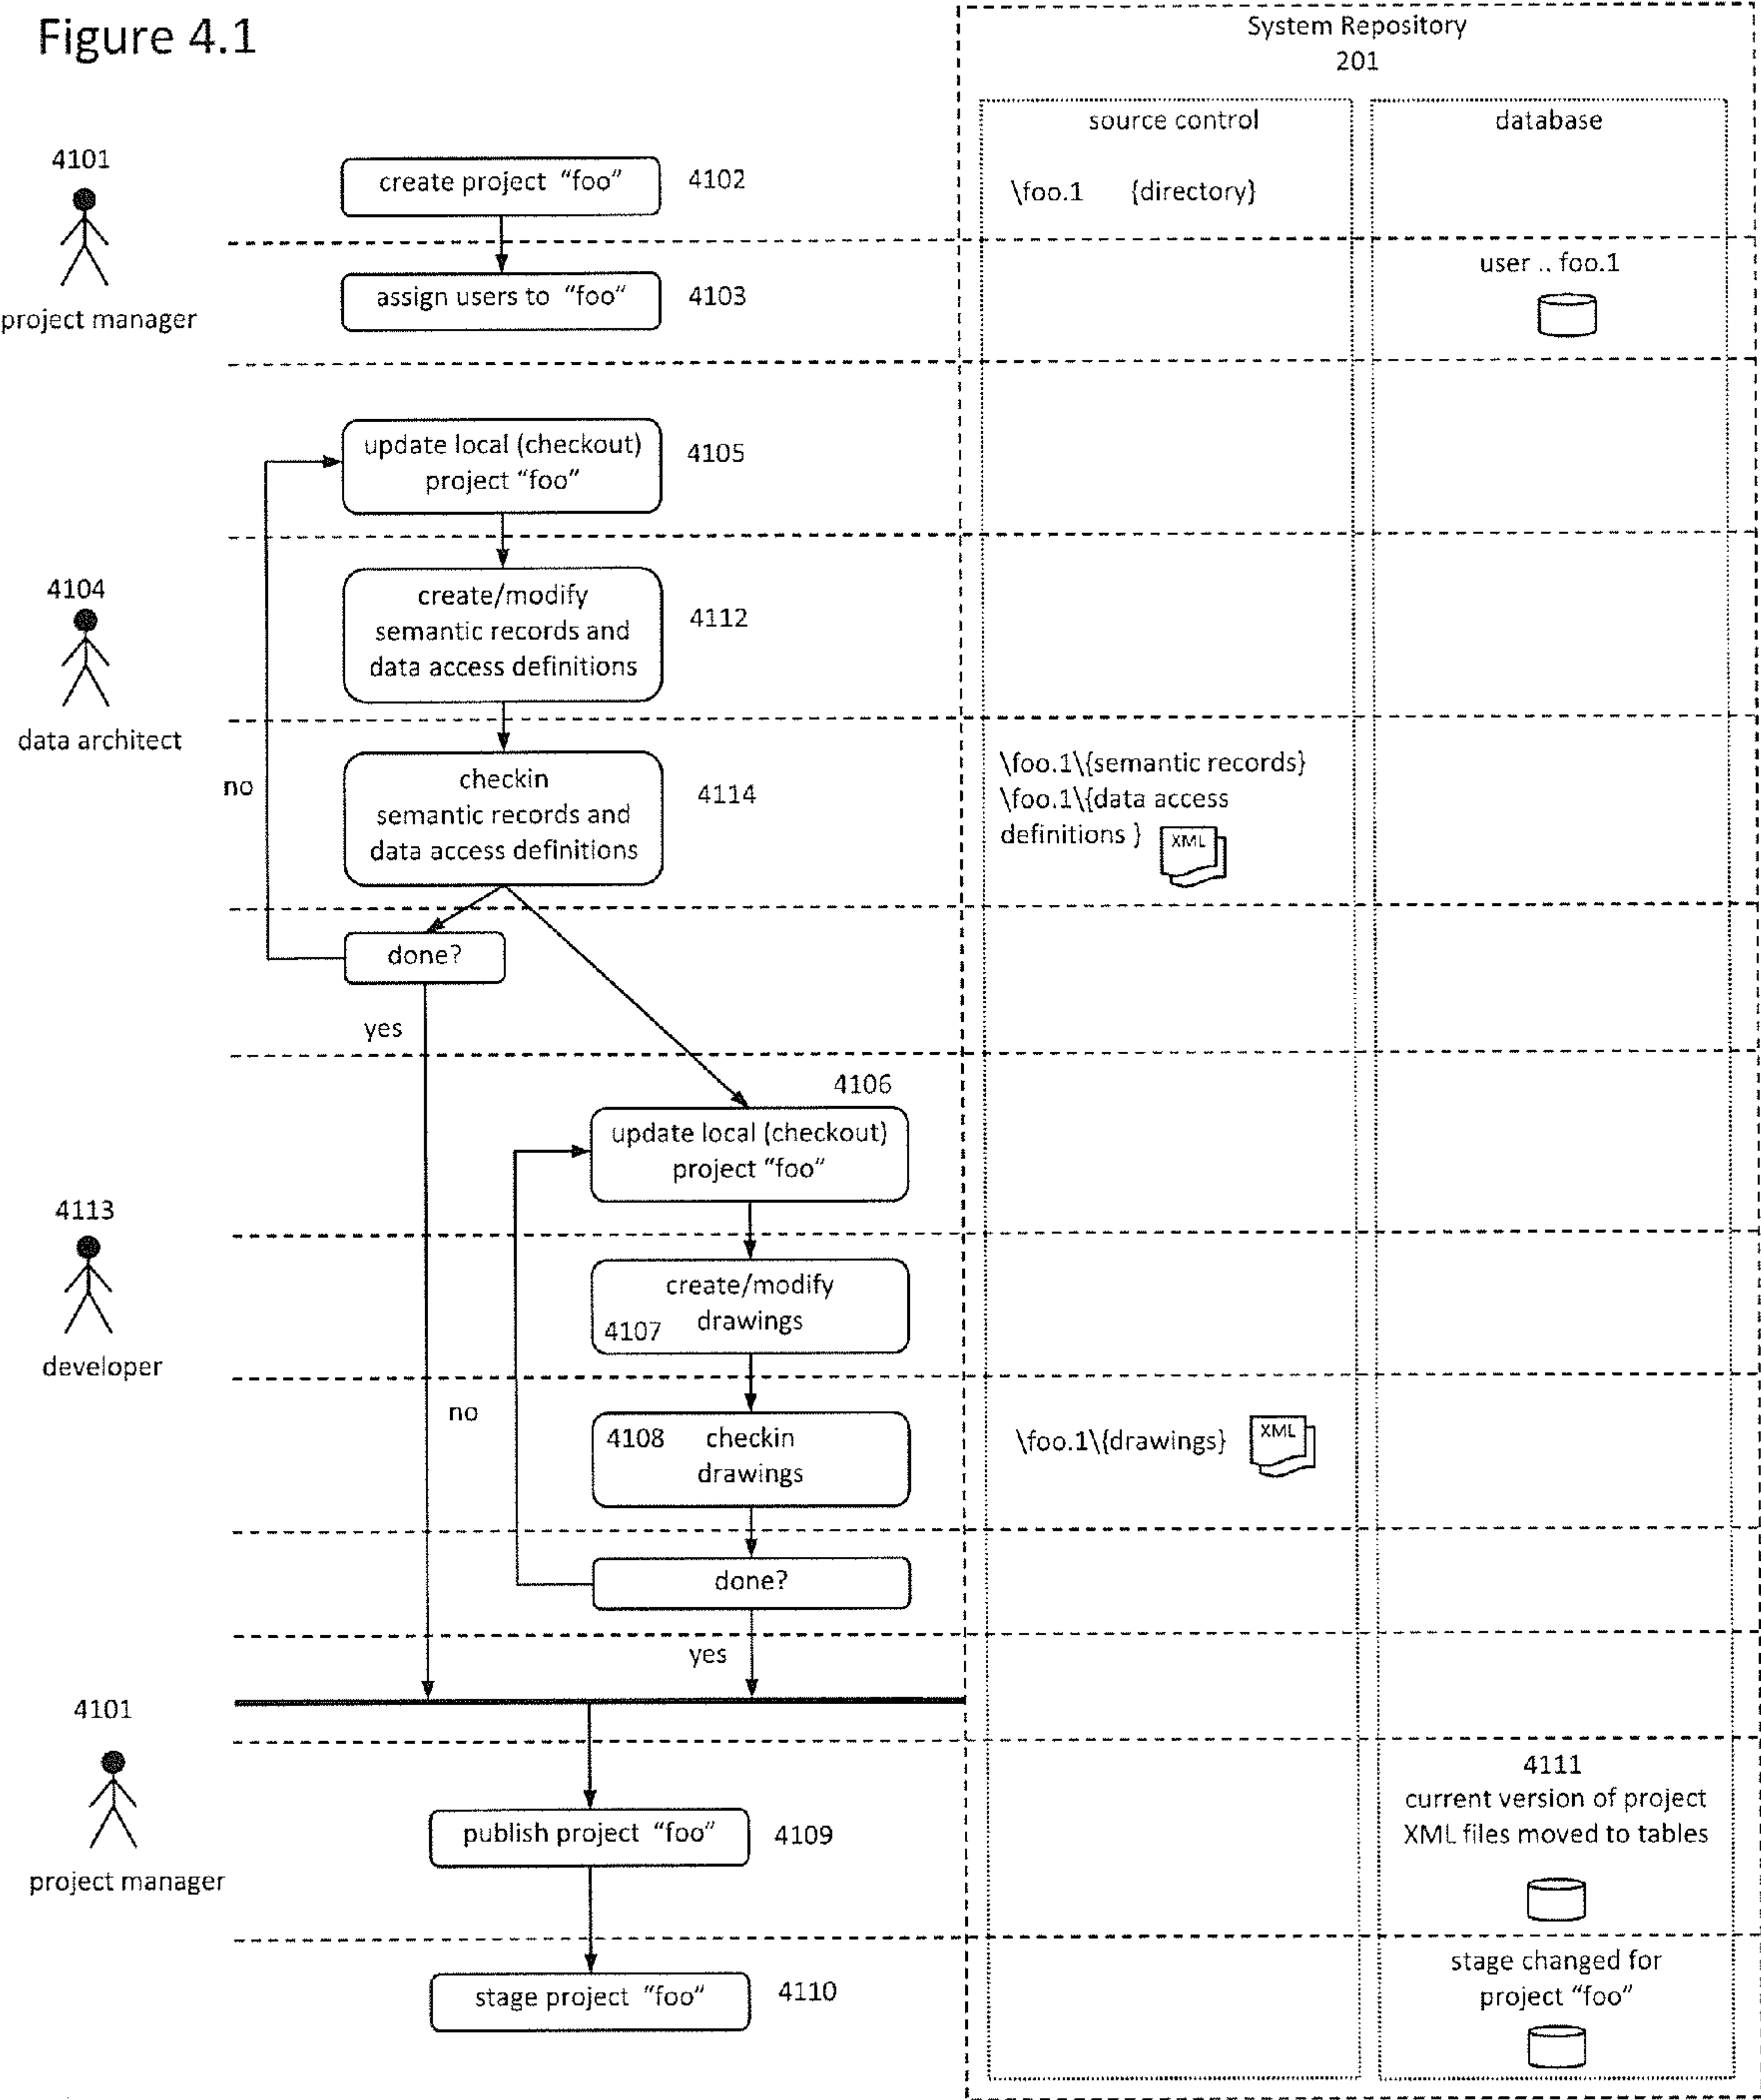 Figure 4.1
System Repository
201
source control
database
4101
project manager
create project "foo"
4102
\foo.1 {directory}
assign users to "foo"
4103
user .. foo.1
update local (checkout)
project "foo"
4105
4104
data architect
create/modify
semantic records and
data access definitions
4112
checkin
semantic records and
data access definitions
4114
\foo.1\{semantic records}
\foo.1\{data access
definitions }
XML
no
done?
yes
4106
update local (checkout)
project "foo"
4113
developer
create/modify
drawings
4107
no
4108 checkin
drawings
\foo.1\{drawings}
XML
done?
yes
4101
project manager
publish project "foo"
4109
4111
current version of project
XML files moved to tables
stage project "foo"
4110
stage changed for
project "foo"